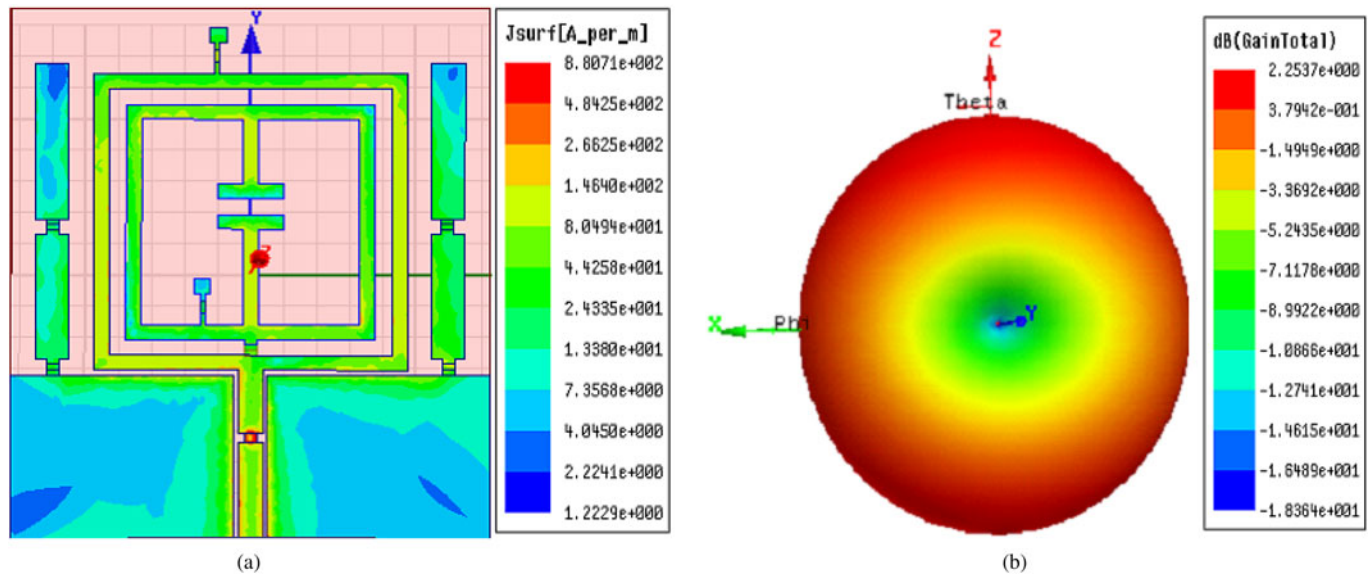 Y
Z
Jsurf[A_per_m]
8.8071e+002
4.8425e+002
2.6625e+002
1.4640e+002
8.0494e+001
4.4258e+001
2.4335e+001
1.3380e+001
7.3568e+000
4.0450e+000
2.2241e+000
1.2229e+000
(a)
Z
Theta
X
Phi
Y
dB(GainTotal)
2.2537e+000
3.7942e-001
-1.4949e+000
-3.3692e+000
-5.2435e+000
-7.1178e+000
-8.9922e+000
-1.0866e+001
-1.2741e+001
-1.4615e+001
-1.6489e+001
-1.8364e+001
(b)